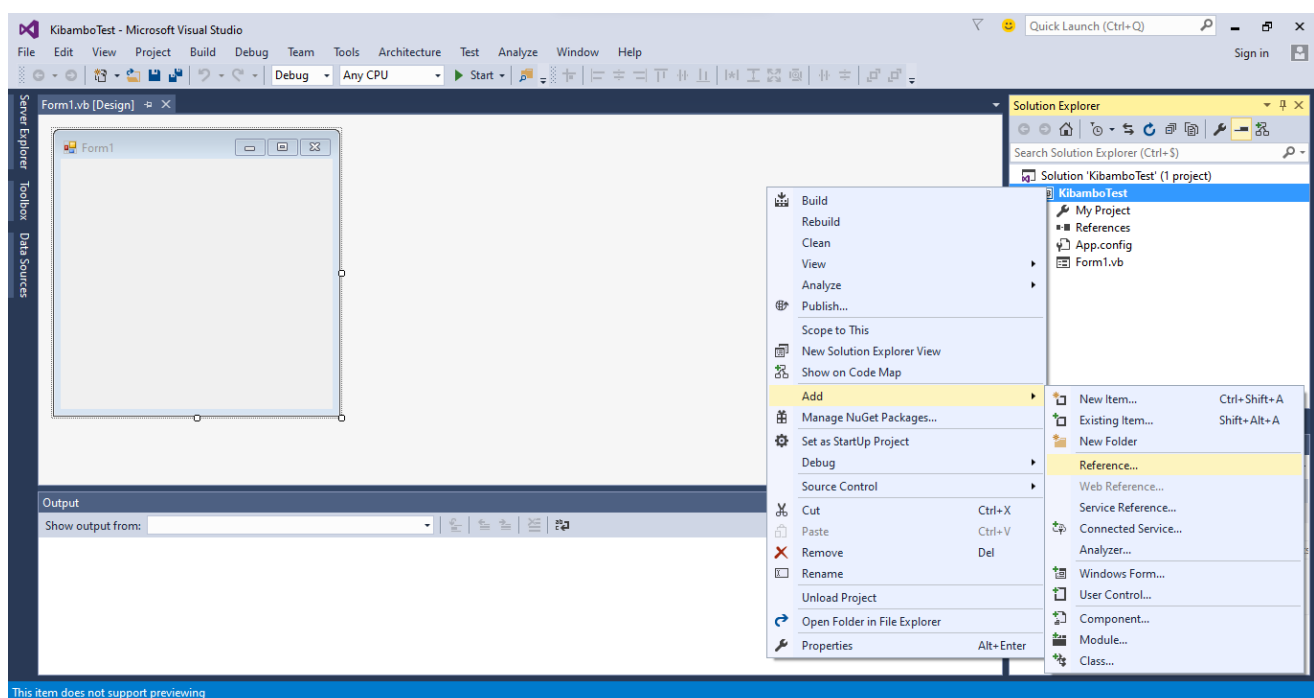 KibamboTest - Microsoft Visual Studio
Quick Launch (Ctrl+Q)
File Edit View Project Build Debug Team Tools Architecture Test Analyze Window Help
Sign in
Debug Any CPU Start
Server Explorer
Toolbox
Data Sources
Form1.vb [Design]
Form1
Solution Explorer
Search Solution Explorer (Ctrl+$)
Solution 'KibamboTest' (1 project)
KibamboTest
My Project
References
App.config
Form1.vb
Build
Rebuild
Clean
View
Analyze
Publish...
Scope to This
New Solution Explorer View
Show on Code Map
Add
Manage NuGet Packages...
Set as StartUp Project
Debug
Source Control
Cut Ctrl+X
Paste Ctrl+V
Remove Del
Rename
Unload Project
Open Folder in File Explorer
Properties Alt+Enter
New Item... Ctrl+Shift+A
Existing Item... Shift+Alt+A
New Folder
Reference...
Web Reference...
Service Reference...
Connected Service...
Analyzer...
Windows Form...
User Control...
Component...
Module...
Class...
Output
Show output from:
This item does not support previewing